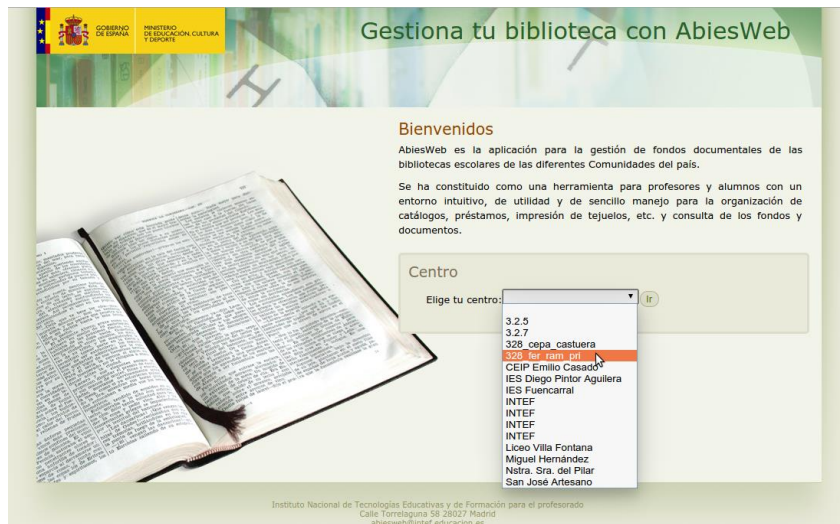 GOBIERNO
DE ESPAÑA
MINISTERIO
DE EDUCACIÓN, CULTURA
Y DEPORTE
Gestiona tu biblioteca con AbiesWeb
Bienvenidos
AbiesWeb es la aplicación para la gestión de fondos documentales de las
bibliotecas escolares de las diferentes Comunidades del país.
Se ha constituido como una herramienta para profesores y alumnos con un
entorno intuitivo, de utilidad y de sencillo manejo para la organización de
catálogos, préstamos, impresión de tejuelos, etc. y consulta de los fondos y
documentos.
Centro
Elige tu centro:
Ir
3.2.5
3.2.7
328_cepa_castuera
328_fer_ram_pri
CEIP Emilio Casado
IES Diego Pintor Aguilera
IES Fuencarral
INTEF
INTEF
INTEF
INTEF
Liceo Villa Fontana
Miguel Hernández
Nstra. Sra. del Pilar
San José Artesano
Instituto Nacional de Tecnologías Educativas y de Formación para el profesorado
Calle Torrelaguna 58 28027 Madrid
abiesweb@intef.educacion.es